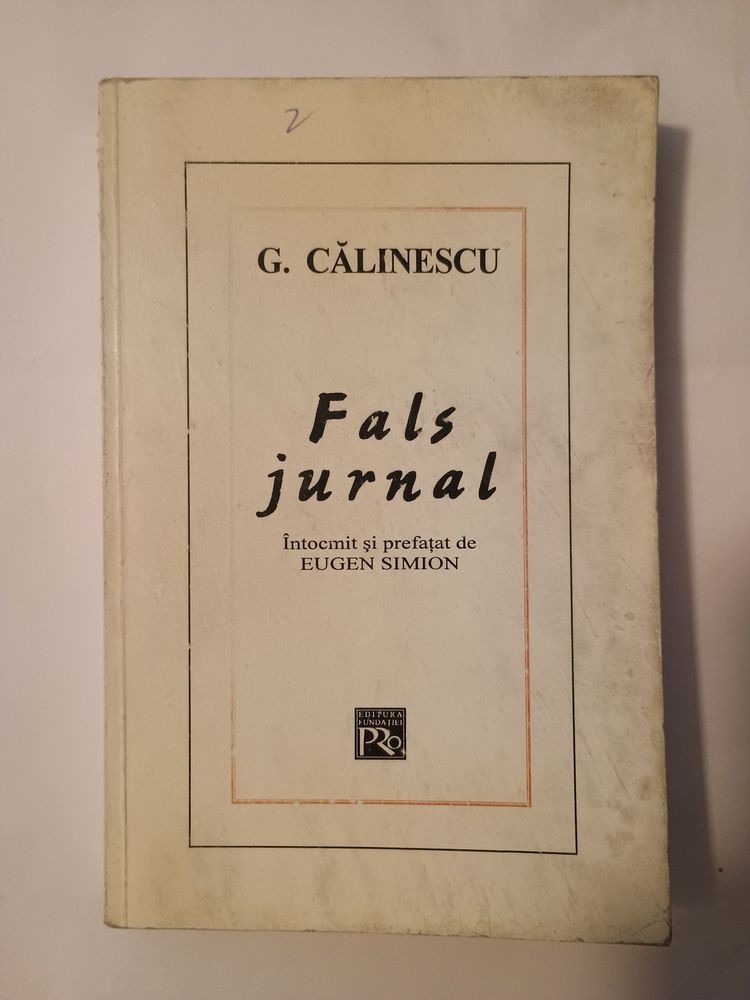 2
G. CĂLINESCU
Fals
jurnal
Întocmit şi prefaţat de
EUGEN SIMION
EDITURA
FUNDAŢIEI
PRO